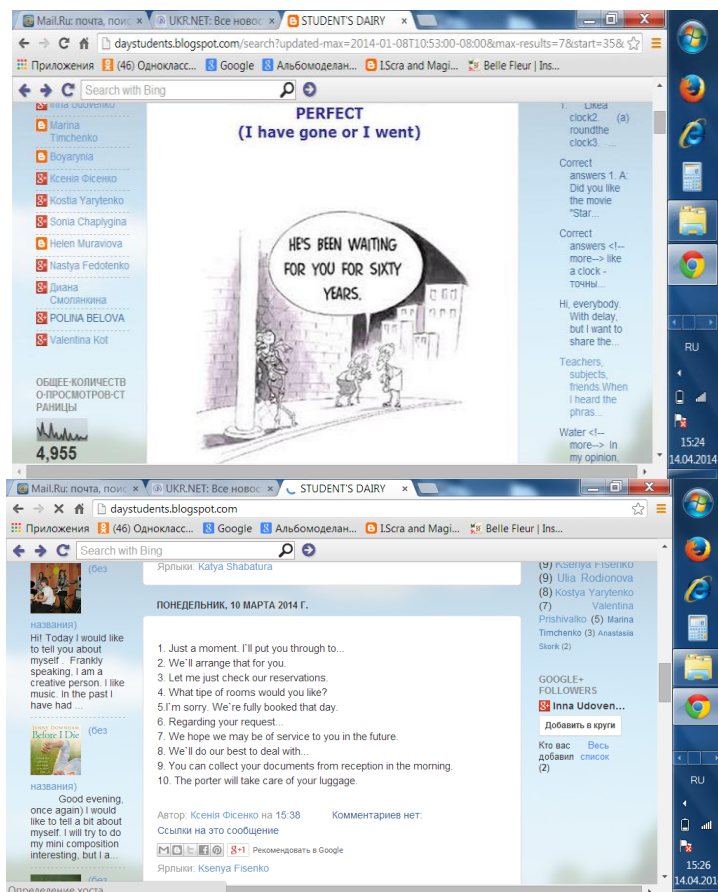 Mail.Ru: почта, поис
UKR.NET: Все новос
STUDENT'S DAIRY
daystudents.blogspot.com/search?updated-max=2014-01-08T10:53:00-08:00&max-results=7&start=35&
Приложения
(46) Однокласс...
Google
Альбомоделан...
I.Scra and Magi...
Belle Fleur | Ins...
Search with Bing
Inna Udovenko
Marina
Timchenko
Boyarynia
Ксенія Фісенко
Kostia Yarytenko
Sonia Chaplygina
Helen Muraviova
Nastya Fedotenko
Диана
Смолянкина
POLINA BELOVA
Valentina Kot
ОБЩЕЕ-КОЛИЧЕСТВ
О-ПРОСМОТРОВ-СТ
РАНИЦЫ
4,955
PERFECT
(I have gone or I went)
HE'S BEEN WAITING
FOR YOU FOR SIXTY
YEARS.
1. Likea
clock2. (a)
roundthe
clock3. ...
Correct
answers 1. A:
Did you like
the movie
"Star...
Correct
answers <!--
more--> like
a clock -
точны...
Hi, everybody.
With delay,
but I want to
share the...
Teachers,
subjects,
friends.When
I heard the
phras...
Water <!--
more--> In
my opinion,
RU
15:24
14.04.2014
Mail.Ru: почта, поис
UKR.NET: Все новос
STUDENT'S DAIRY
daystudents.blogspot.com
Приложения
(46) Однокласс...
Google
Альбомоделан...
I.Scra and Magi...
Belle Fleur | Ins...
Search with Bing
(без
названия)
Hi! Today I would like
to tell you about
myself . Frankly
speaking, I am a
creative person. I like
music. In the past I
have had ...
Before I Die
(без
названия)
Good evening,
once again) I would
like to tell a bit about
myself. I will try to do
my mini composition
interesting, but I a...
(без
Определение хоста
Ярлыки: Katya Shabatura
ПОНЕДЕЛЬНИК, 10 МАРТА 2014 Г.
1. Just a moment. I`ll put you through to...
2. We`ll arrange that for you.
3. Let me just check our reservations.
4. What tipe of rooms would you like?
5.I`m sorry. We`re fully booked that day.
6. Regarding your request...
7. We hope we may be of service to you in the future.
8. We`ll do our best to deal with...
9. You can collect your documents from reception in the morning.
10. The porter will take care of your luggage.
Автор: Ксенія Фісенко на 15:38 Комментариев нет:
Ссылки на это сообщение
Рекомендовать в Google
Ярлыки: Ksenya Fisenko
(9) Ksenya Fisenko
(9) Ulia Rodionova
(8) Kostya Yarytenko
(7) Valentina
Prishivalko (5) Marina
Timchenko (3) Anastasiia
Skorik (2)
GOOGLE+
FOLLOWERS
Inna Udoven...
Добавить в круги
Кто вас Весь
добавил список
(2)
RU
15:26
14.04.201